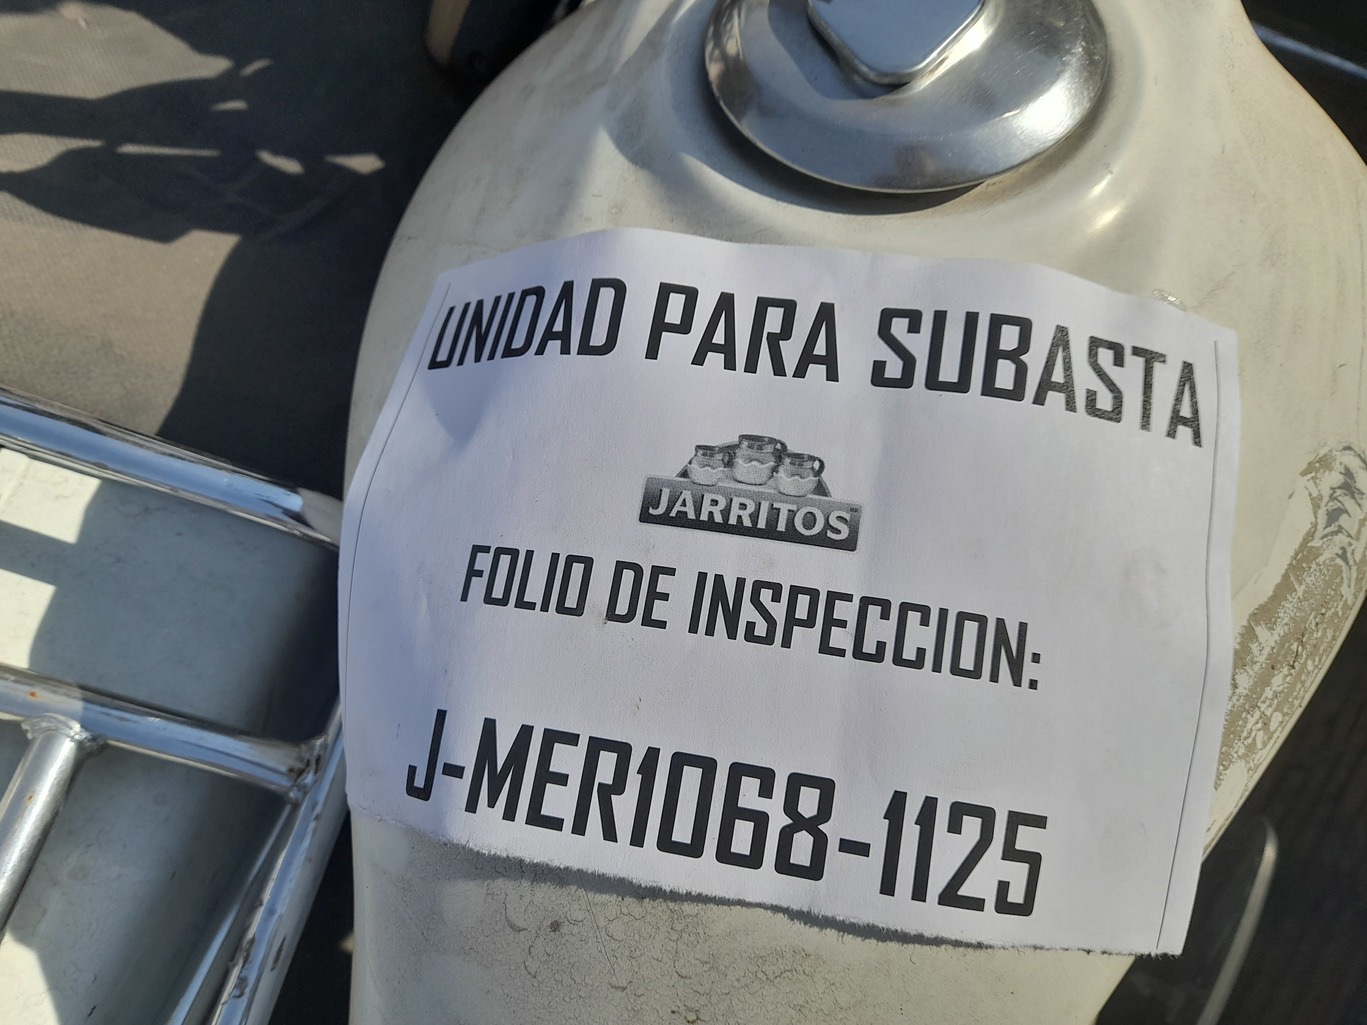 UNIDAD PARA SUBASTA
JARRITOS
FOLIO DE INSPECCION:
J-MER1068-1125